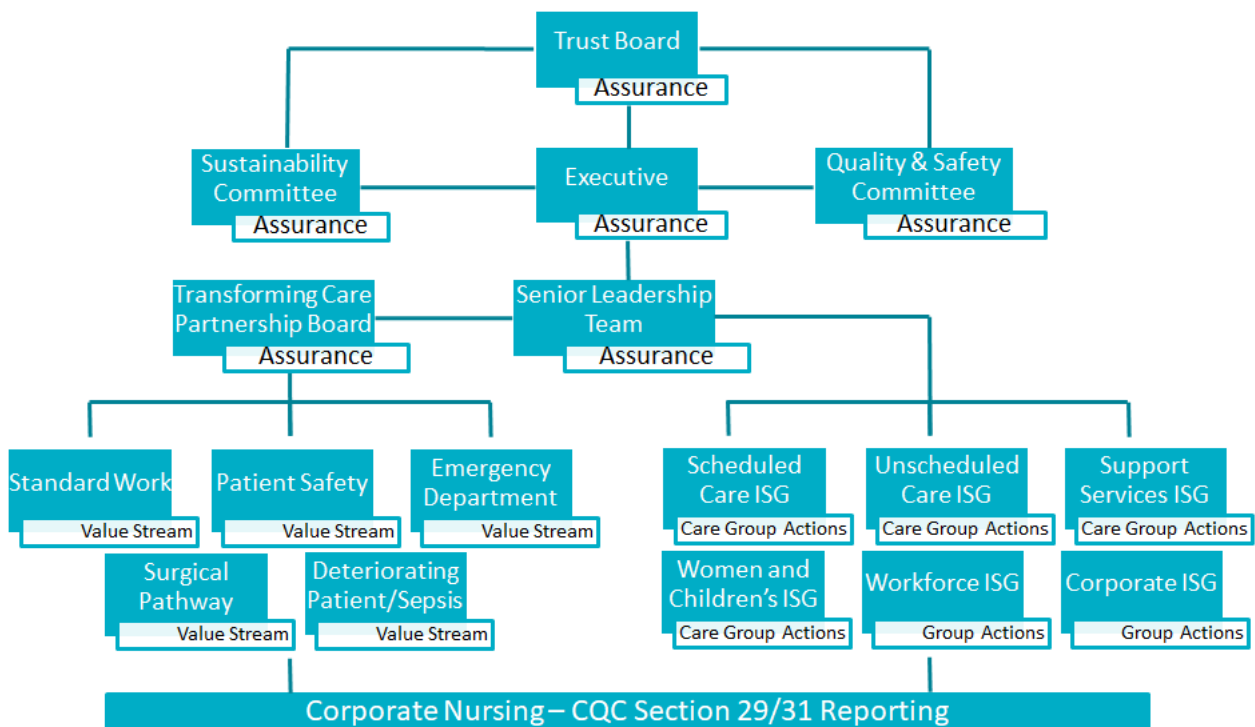 Trust Board
Assurance
Sustainability
Committee
Assurance
Executive
Assurance
Quality & Safety
Committee
Assurance
Transforming Care
Partnership Board
Assurance
Senior Leadership
Team
Assurance
Standard Work
Value Stream
Patient Safety
Value Stream
Emergency
Department
Value Stream
Surgical
Pathway
Value Stream
Deteriorating
Patient/Sepsis
Value Stream
Scheduled
Care ISG
Care Group Actions
Unscheduled
Care ISG
Care Group Actions
Support
Services ISG
Care Group Actions
Women and
Children's ISG
Care Group Actions
Workforce ISG
Group Actions
Corporate ISG
Group Actions
Corporate Nursing – CQC Section 29/31 Reporting